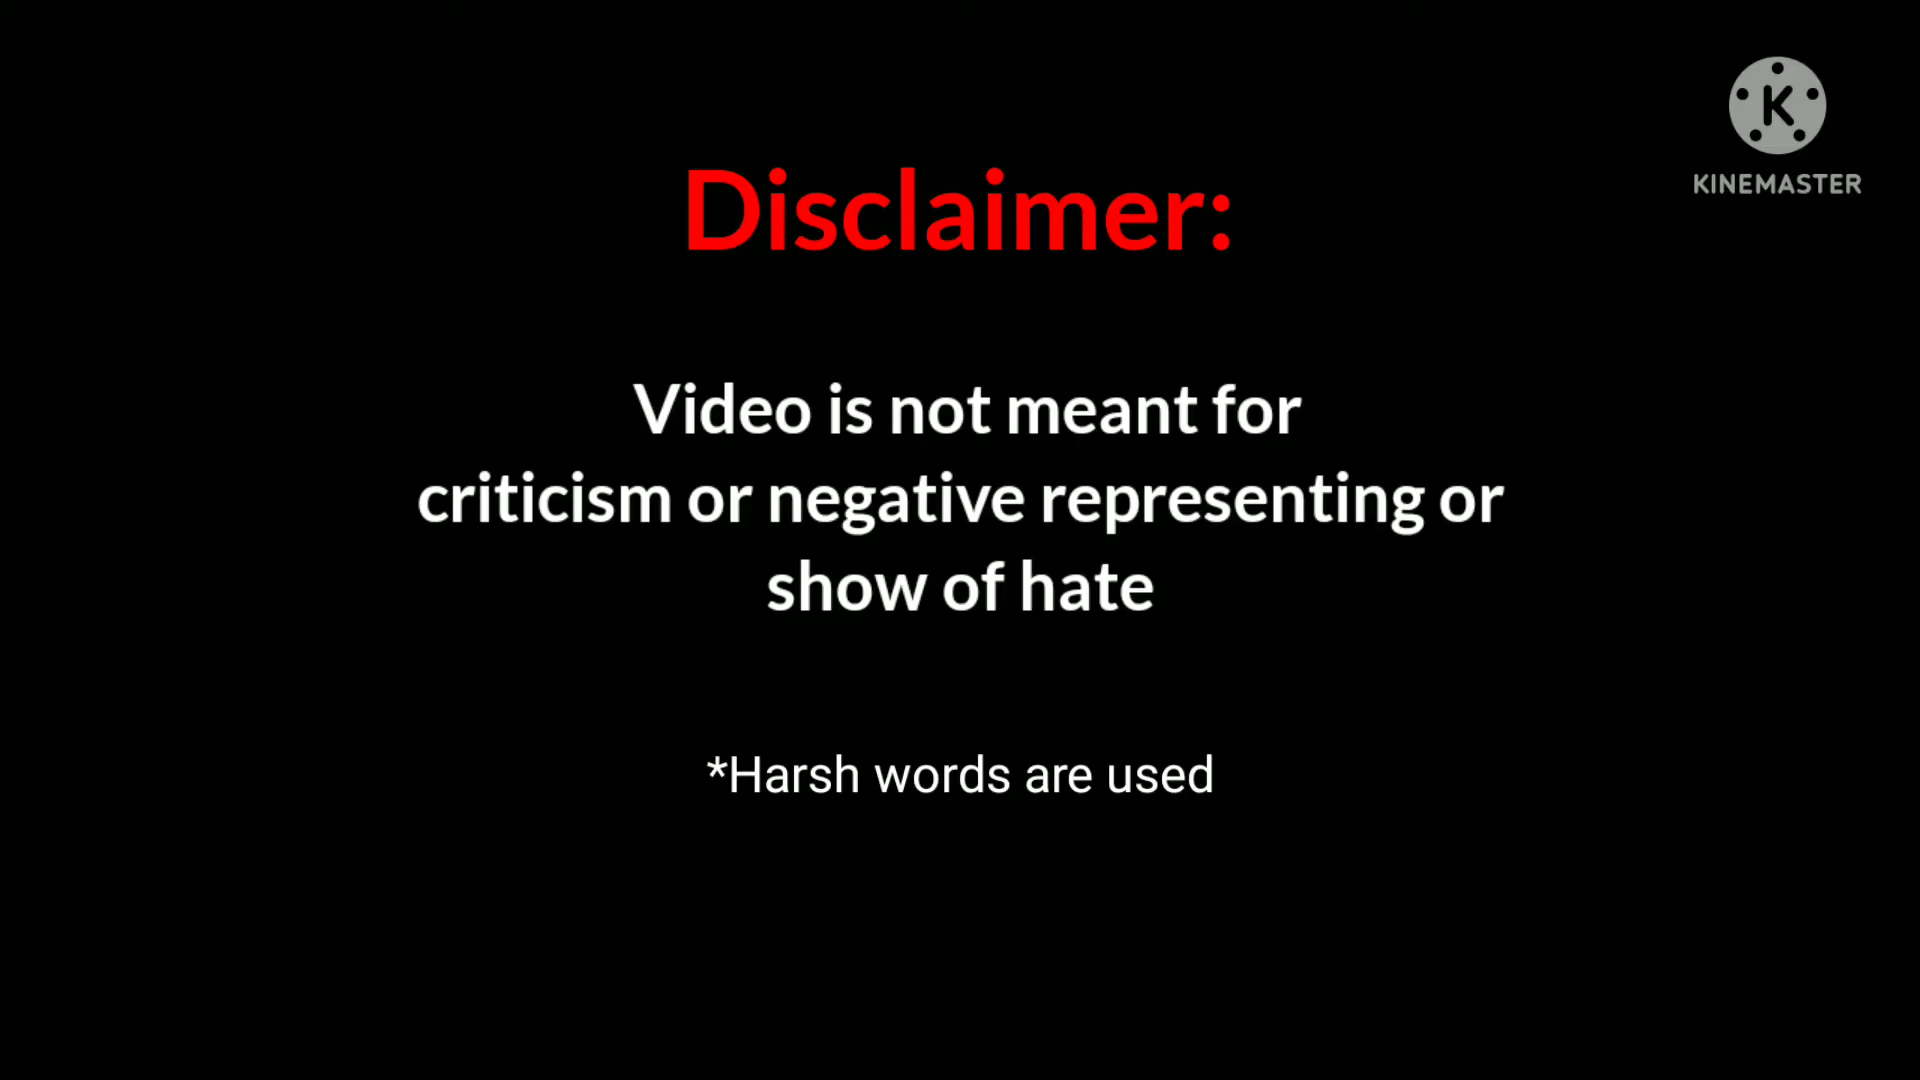 K
KINEMASTER
Disclaimer:
Video is not meant for
criticism or negative representing or
show of hate
*Harsh words are used